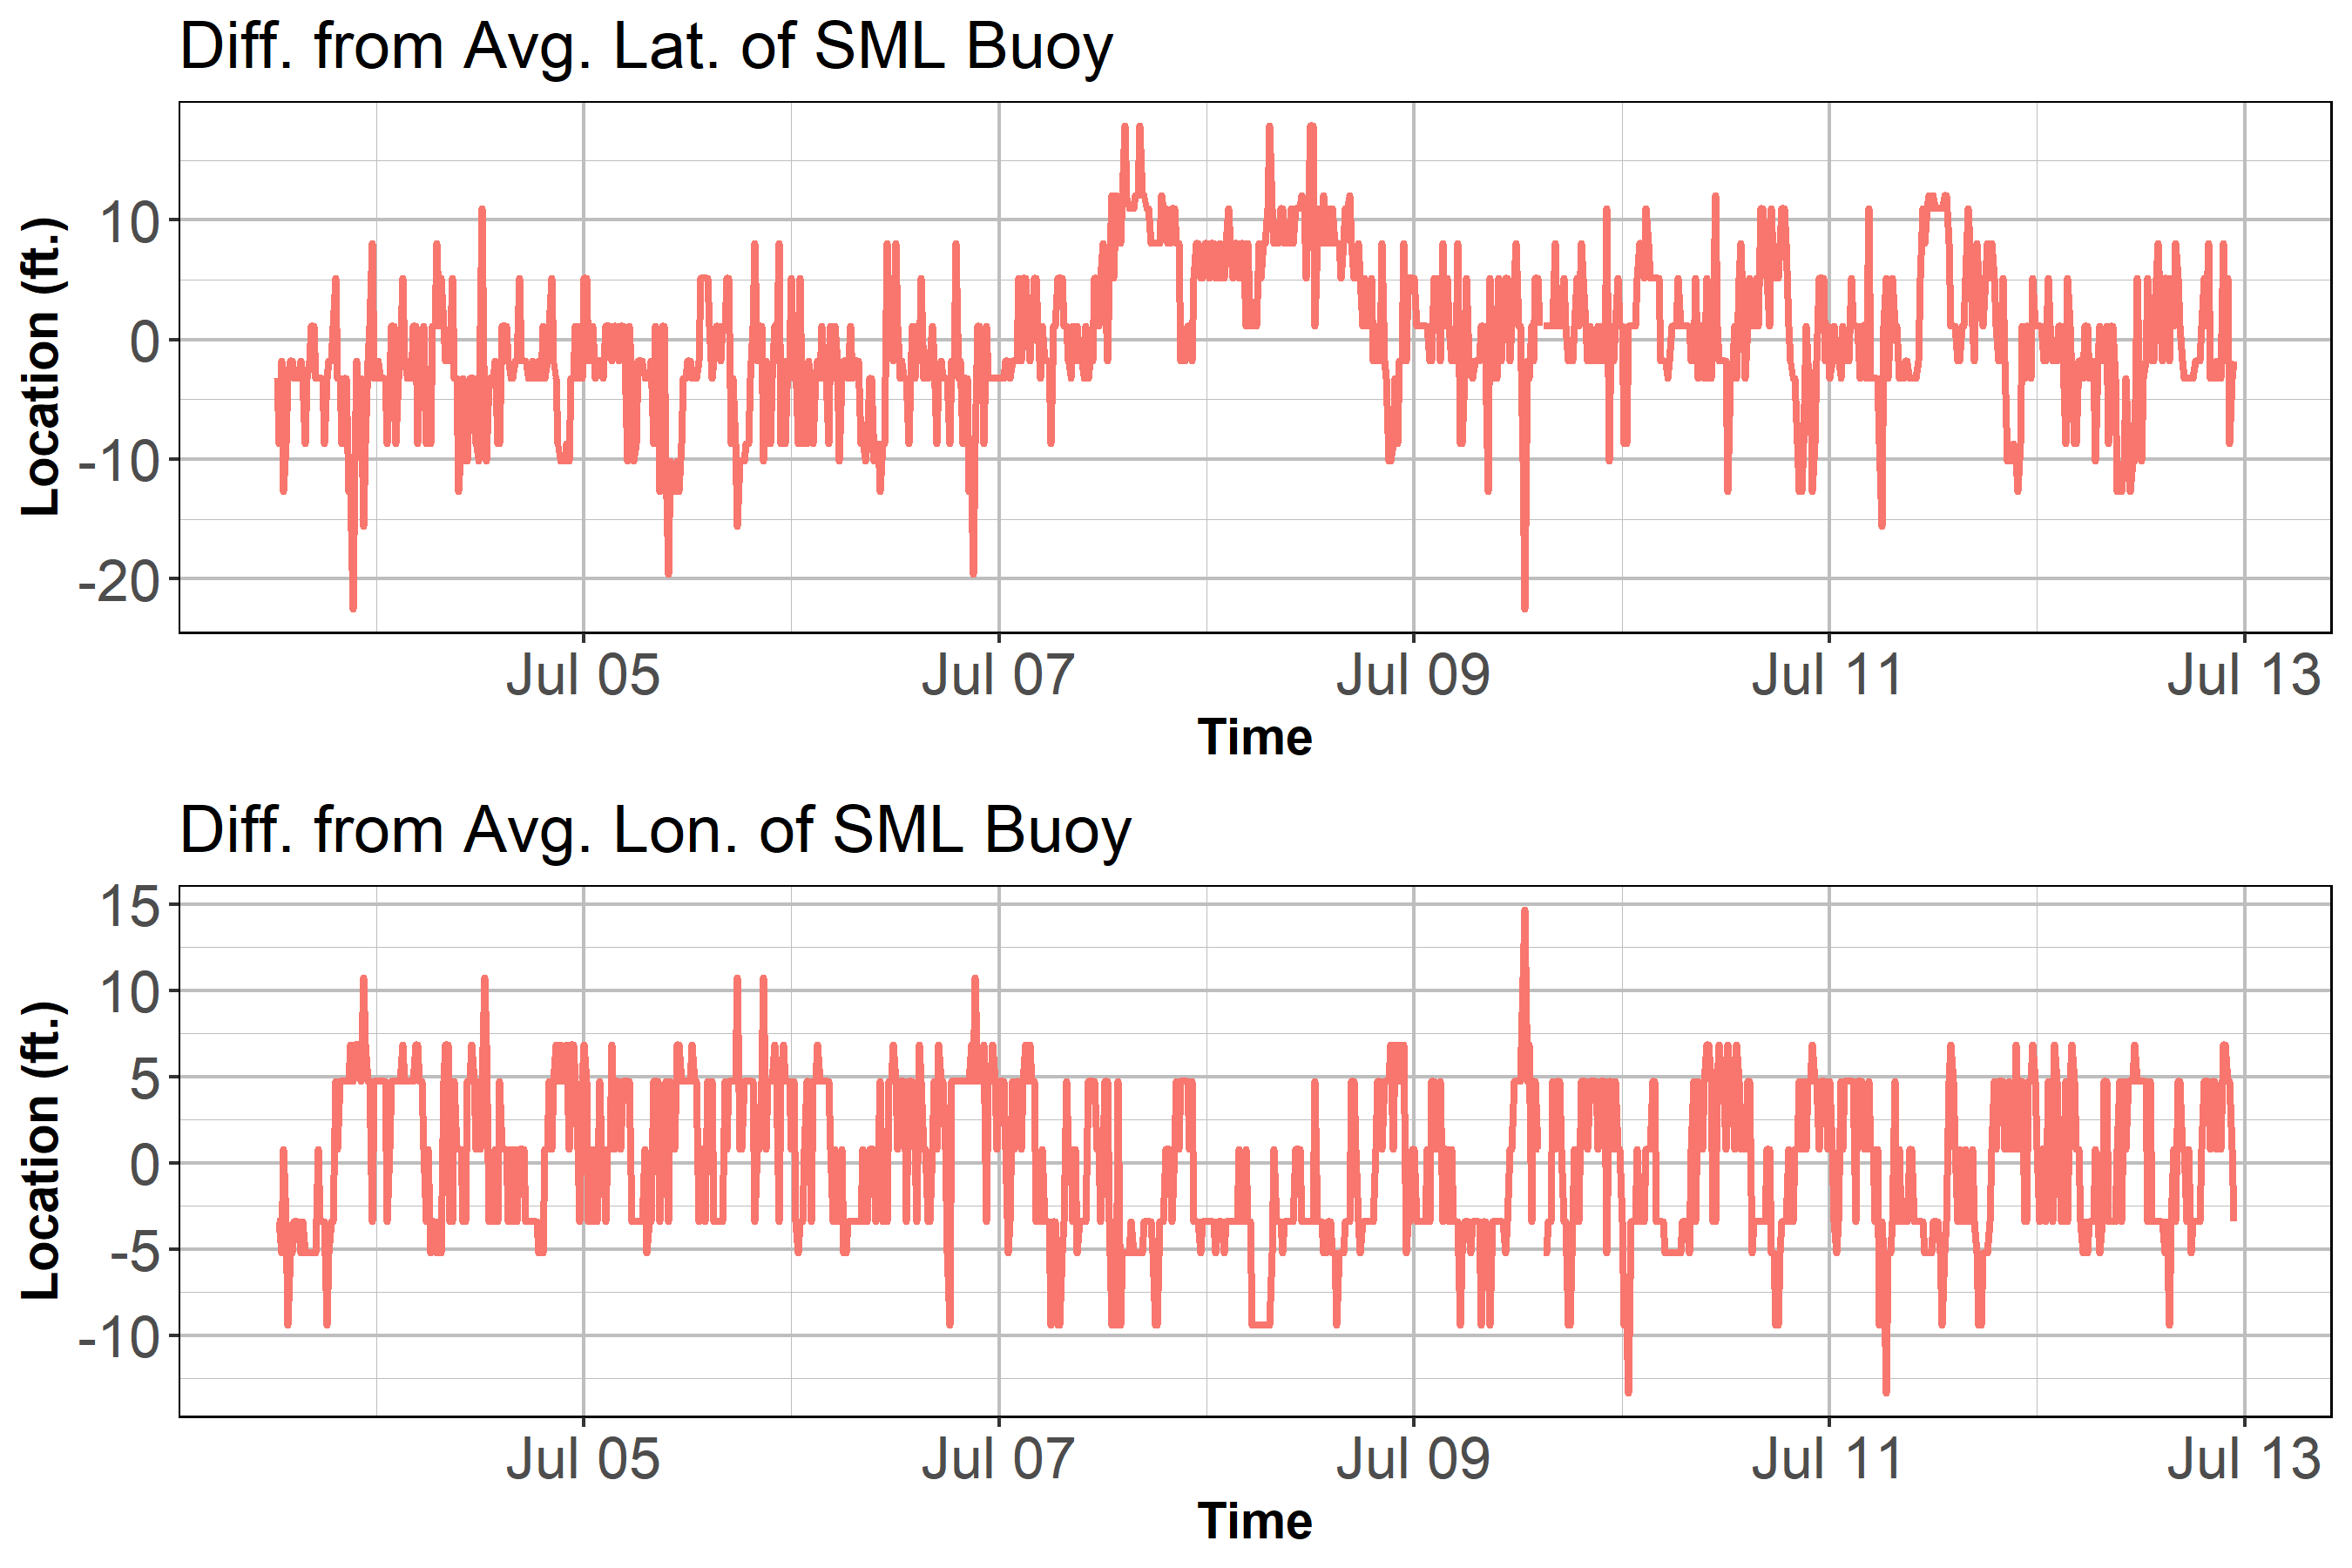 Diff. from Avg. Lat. of SML Buoy
Location (ft.)
10
0
-10
-20
Jul 05 Jul 07 Jul 09 Jul 11 Jul 13
Time
Diff. from Avg. Lon. of SML Buoy
Location (ft.)
15
10
5
0
-5
-10
Jul 05 Jul 07 Jul 09 Jul 11 Jul 13
Time